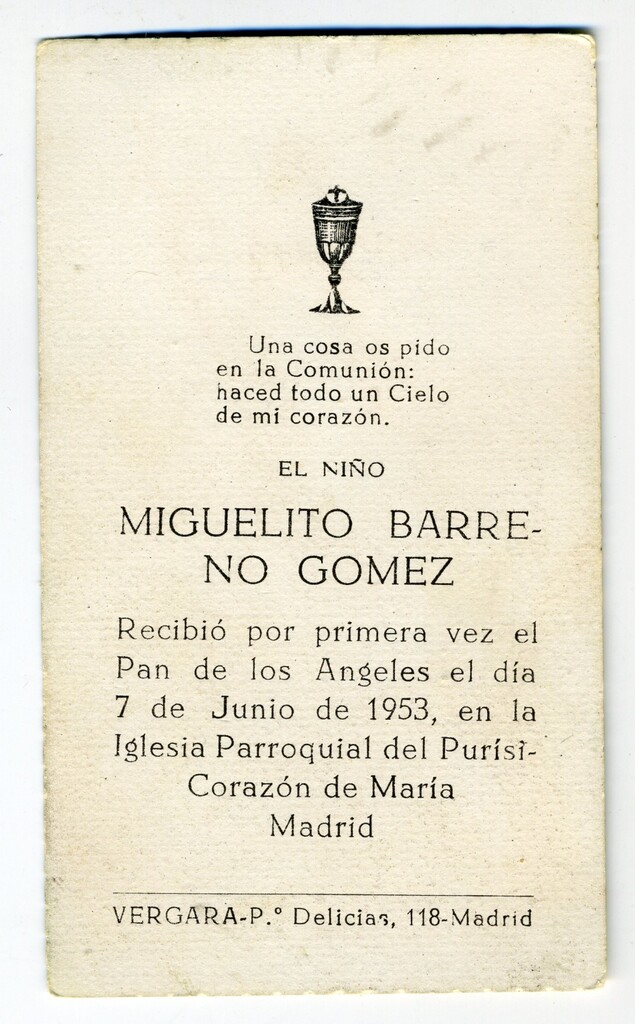 Una cosa os pido
en la Comunión:
haced todo un Cielo
de mi corazón.
EL NIÑO
MIGUELITO BARRE-
NO GOMEZ
Recibió por primera vez el
Pan de los Angeles el día
7 de Junio de 1953, en la
Iglesia Parroquial del Purísi-
Corazón de María
Madrid
VERGARA-P.º Delicias, 118-Madrid